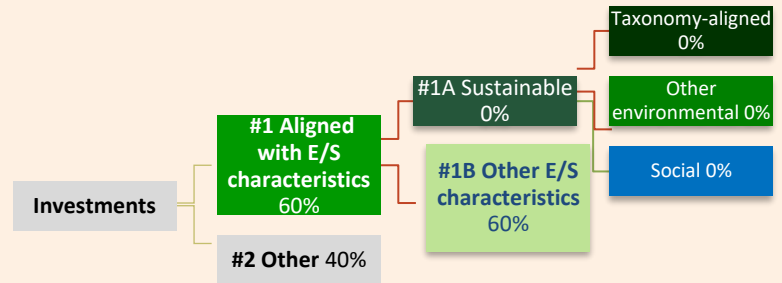 Investments
#1 Aligned
with E/S
characteristics
60%
#2 Other 40%
#1A Sustainable
0%
#1B Other E/S
characteristics
60%
Taxonomy-aligned
0%
Other
environmental 0%
Social 0%